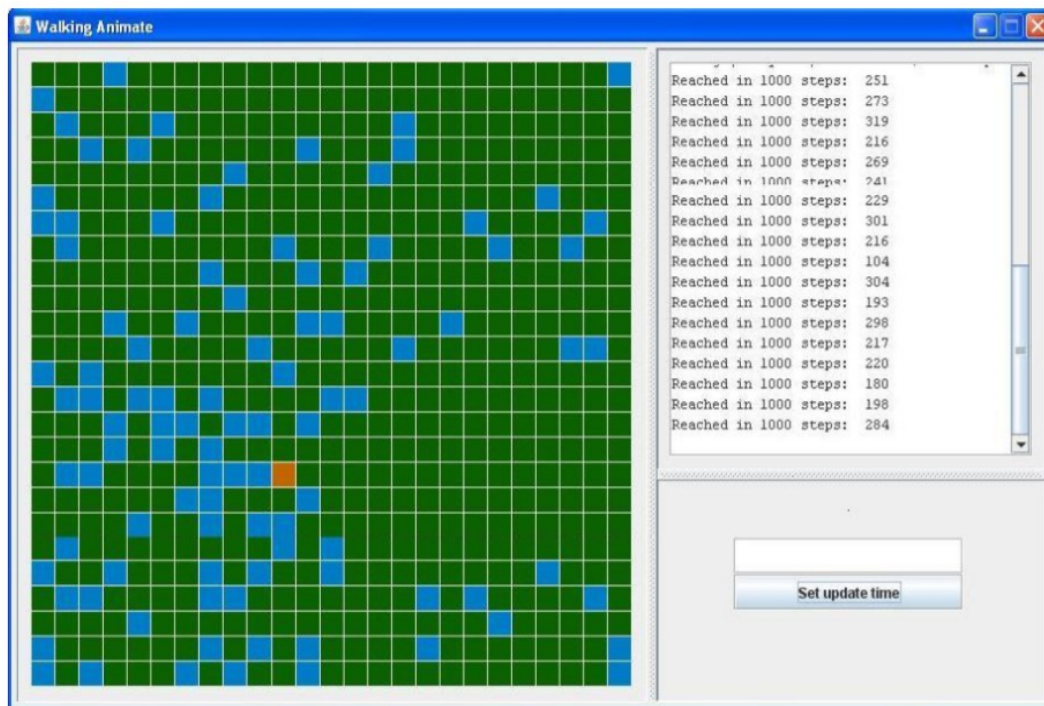 Walking Animate
Reached in 1000 steps: 251
Reached in 1000 steps: 273
Reached in 1000 steps: 319
Reached in 1000 steps: 216
Reached in 1000 steps: 269
Reached in 1000 steps: 241
Reached in 1000 steps: 229
Reached in 1000 steps: 301
Reached in 1000 steps: 216
Reached in 1000 steps: 104
Reached in 1000 steps: 304
Reached in 1000 steps: 193
Reached in 1000 steps: 298
Reached in 1000 steps: 217
Reached in 1000 steps: 220
Reached in 1000 steps: 180
Reached in 1000 steps: 198
Reached in 1000 steps: 284
Set update time